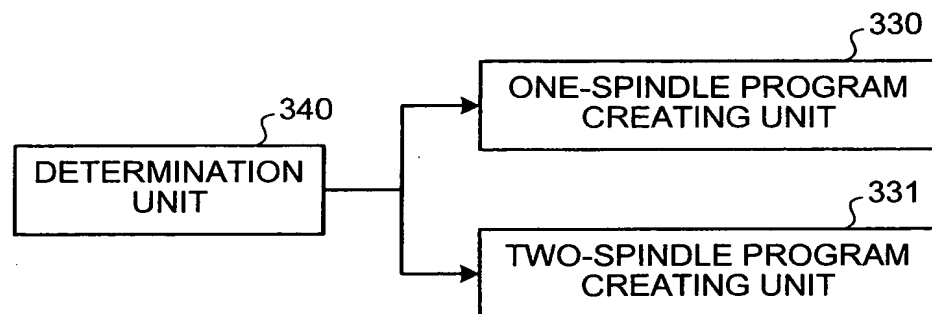 330
ONE-SPINDLE PROGRAM
CREATING UNIT
340
DETERMINATION
UNIT
331
TWO-SPINDLE PROGRAM
CREATING UNIT